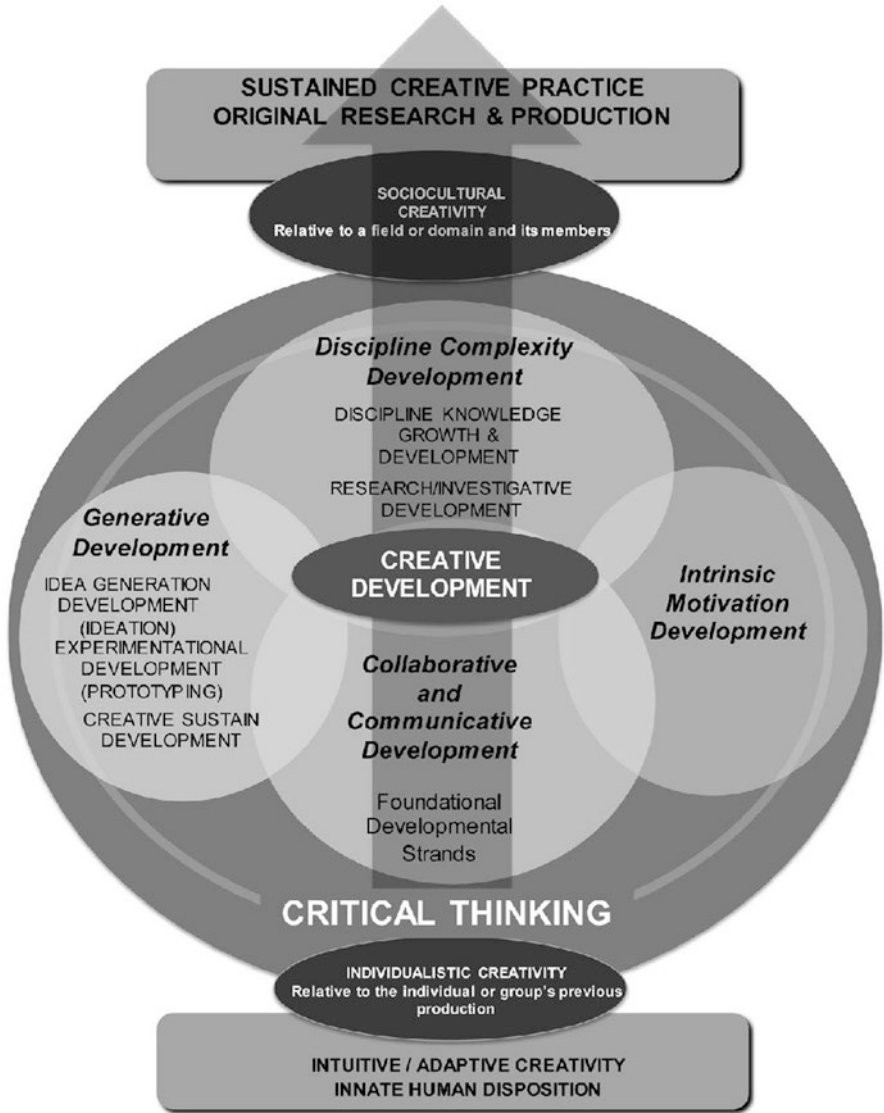 SUSTAINED CREATIVE PRACTICE
ORIGINAL RESEARCH & PRODUCTION
SOCIOCULTURAL
CREATIVITY
Relative to a field or domain and its members
Discipline Complexity
Development
DISCIPLINE KNOWLEDGE
GROWTH &
DEVELOPMENT
RESEARCH/INVESTIGATIVE
DEVELOPMENT
Generative
Development
IDEA GENERATION
DEVELOPMENT
(IDEATION)
EXPERIMENTATIONAL
DEVELOPMENT
(PROTOTYPING)
CREATIVE SUSTAIN
DEVELOPMENT
CREATIVE
DEVELOPMENT
Intrinsic
Motivation
Development
Collaborative
and
Communicative
Development
Foundational
Developmental
Strands
CRITICAL THINKING
INDIVIDUALISTIC CREATIVITY
Relative to the individual or group's previous
production
INTUITIVE / ADAPTIVE CREATIVITY
INNATE HUMAN DISPOSITION